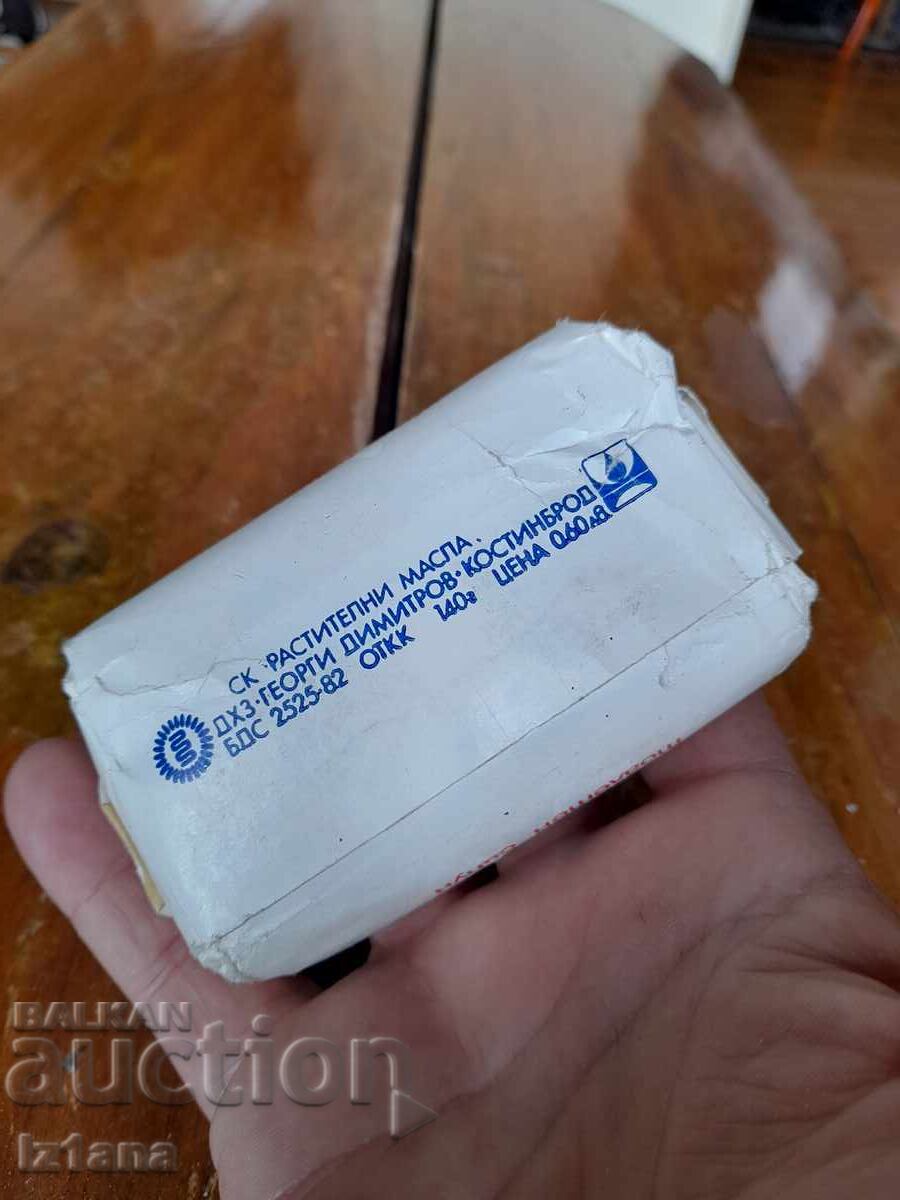 СК ·РАСТИТЕЛНИ МАСЛА·
ДХЗ·ГЕОРГИ ДИМИТРОВ·КОСТИНБРОД
БДС 2525-82 ОТКК 140г ЦЕНА 0.60лв
BALKAN
auction
iz1ana